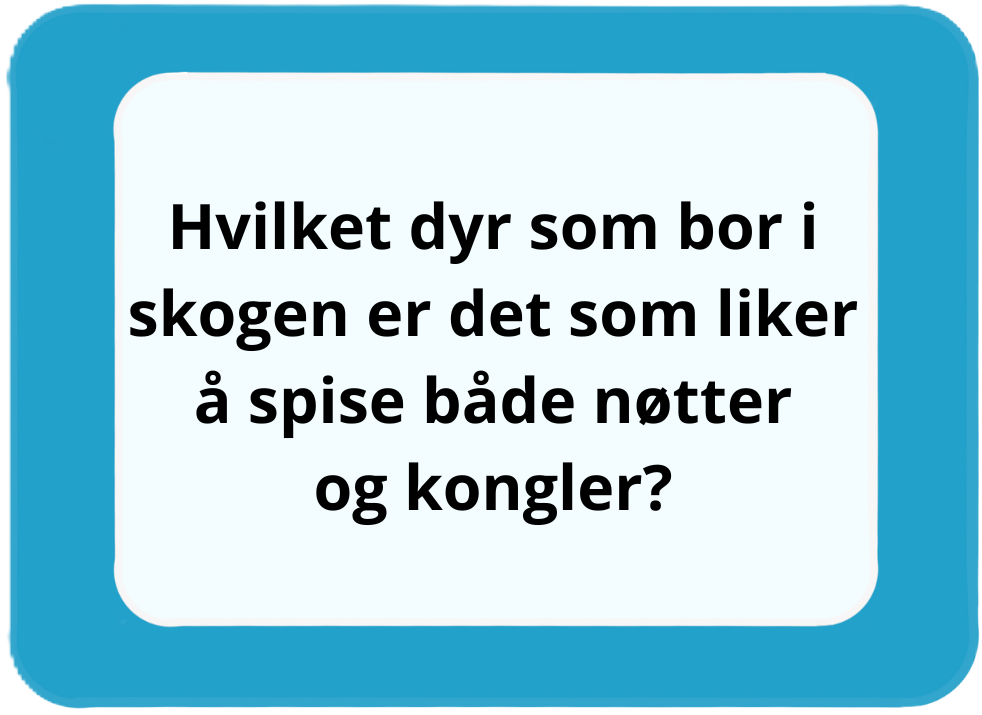 Hvilket dyr som bor i
skogen er det som liker
å spise både nøtter
og kongler?